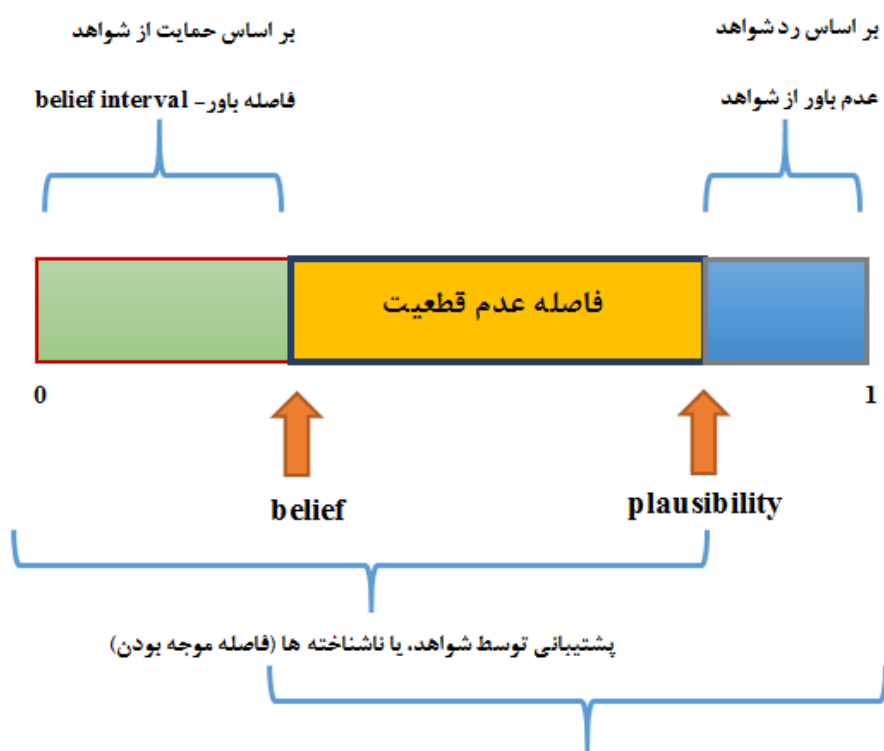 بر اساس حمایت از شواهد
بر اساس رد شواهد
فاصله باور- belief interval
عدم باور از شواهد
فاصله عدم قطعیت
0
1
belief
plausibility
پشتیبانی توسط شواهد، یا ناشناخته ها (فاصله موجه بودن)